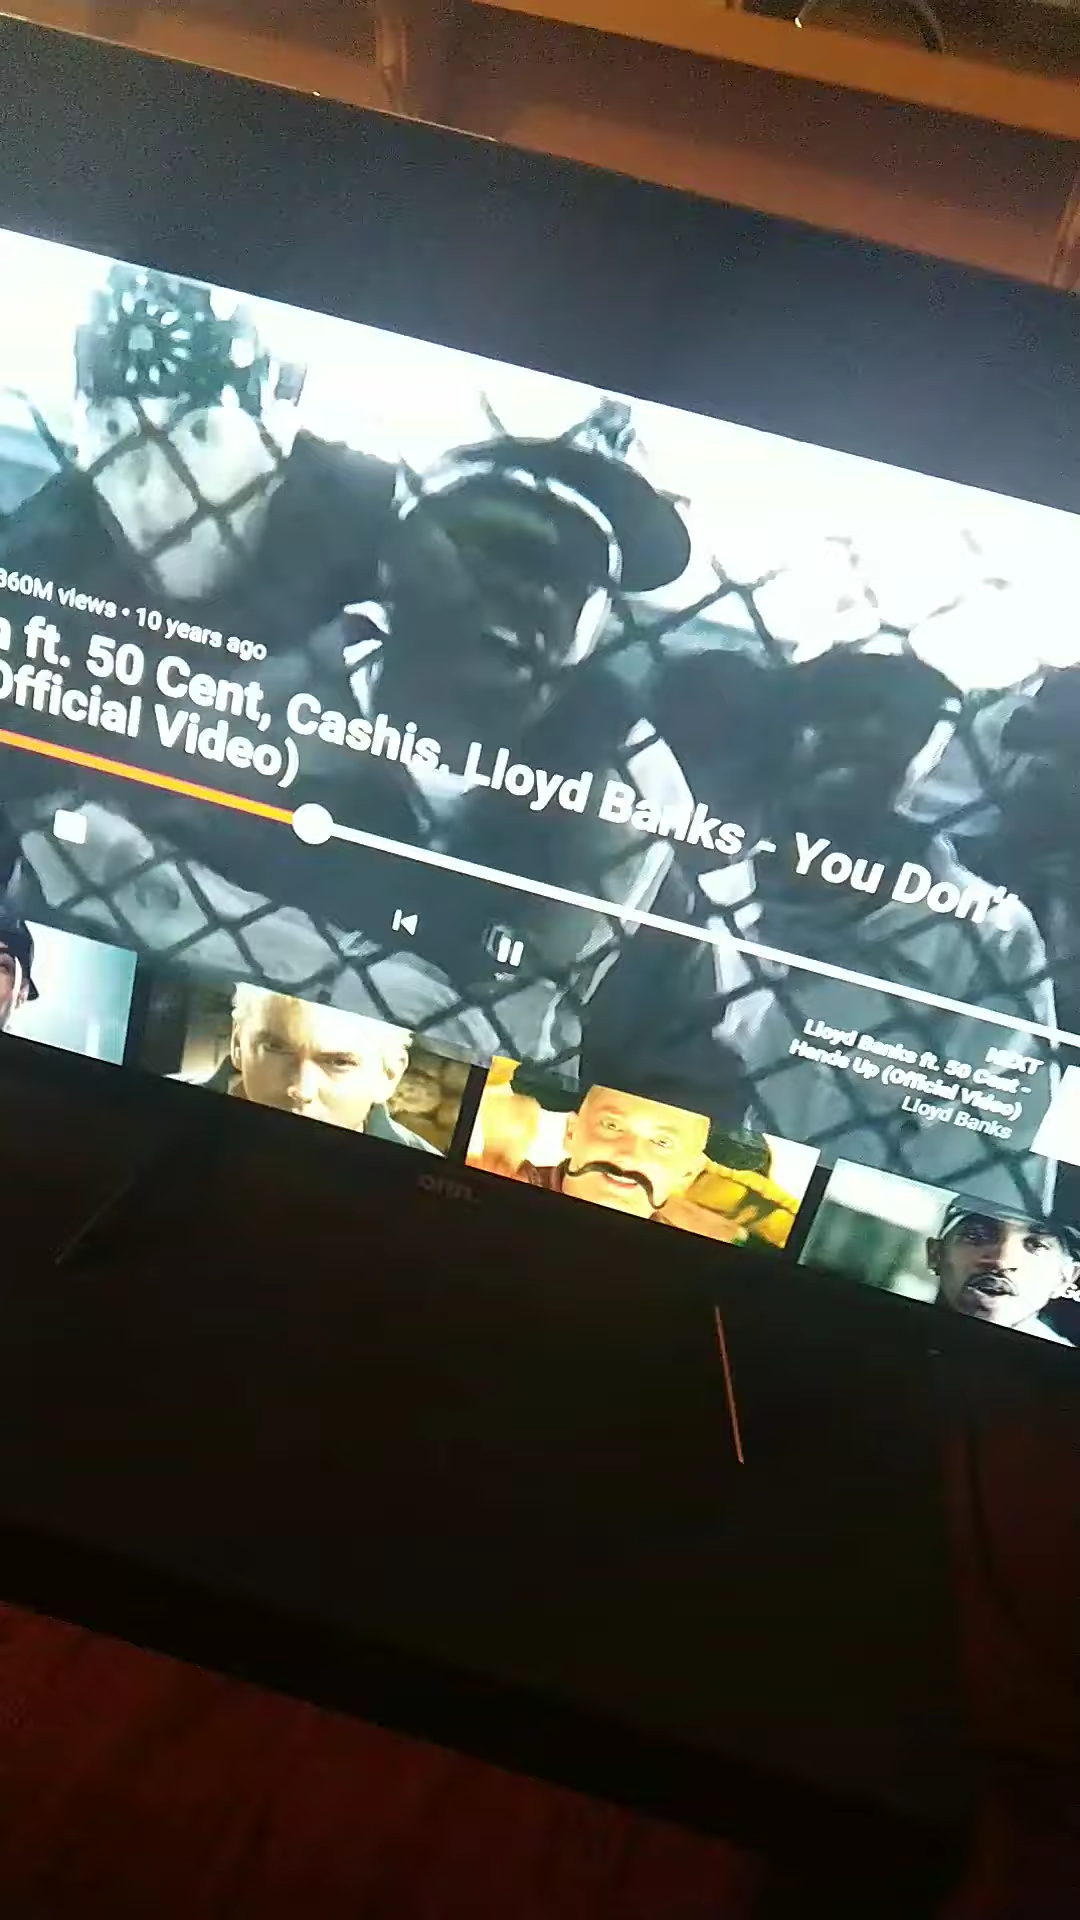 360M views • 10 years ago
ft. 50 Cent, Cashis, Lloyd Banks - You Don't
Official Video)
NEXT
Lloyd Banks ft. 50 Cent -
Hands Up (Official Video)
Lloyd Banks
onn.